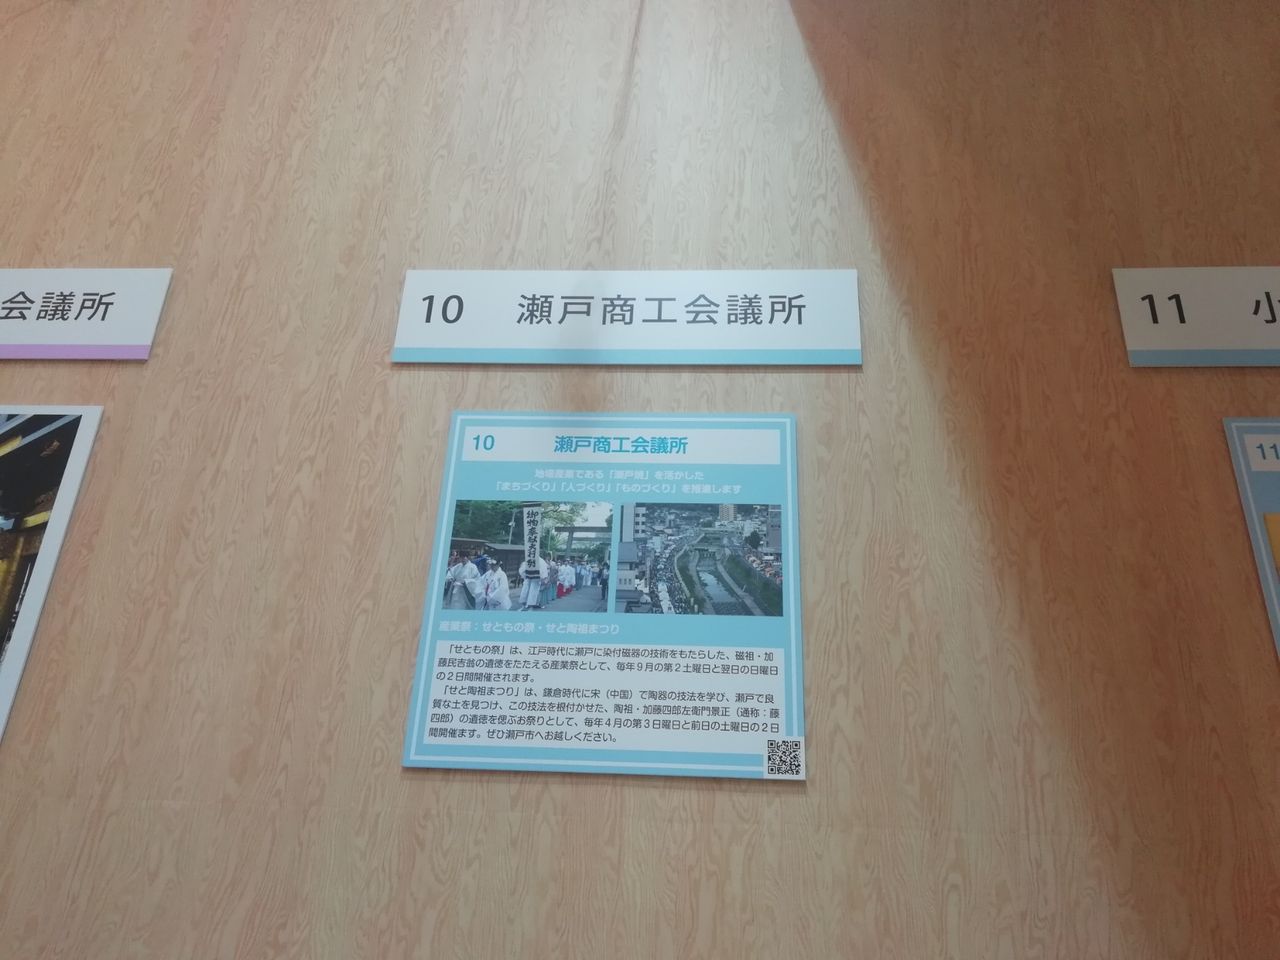 会議所
10 瀬戸商工会議所
11 小
10 瀬戸商工会議所
地場産業である「瀬戸焼」を活かした
「まちづくり」「人づくり」「ものづくり」を推進します
産業祭：せともの祭・せと陶祖まつり
「せともの祭」は、江戸時代に瀬戸に染付磁器の技術をもたらした、磁祖・加
藤民吉翁の遺徳をたたえる産業祭として、毎年９月の第２土曜日と翌日の日曜日
の２日間開催されます。
「せと陶祖まつり」は、鎌倉時代に宋（中国）で陶器の技法を学び、瀬戸で良
質な土を見つけ、この技法を根付かせた、陶祖・加藤四郎左衛門景正（通称：藤
四郎）の遺徳を偲ぶお祭りとして、毎年４月の第３日曜日と前日の土曜日の２日
間開催ます。ぜひ瀬戸市へお越しください。
11